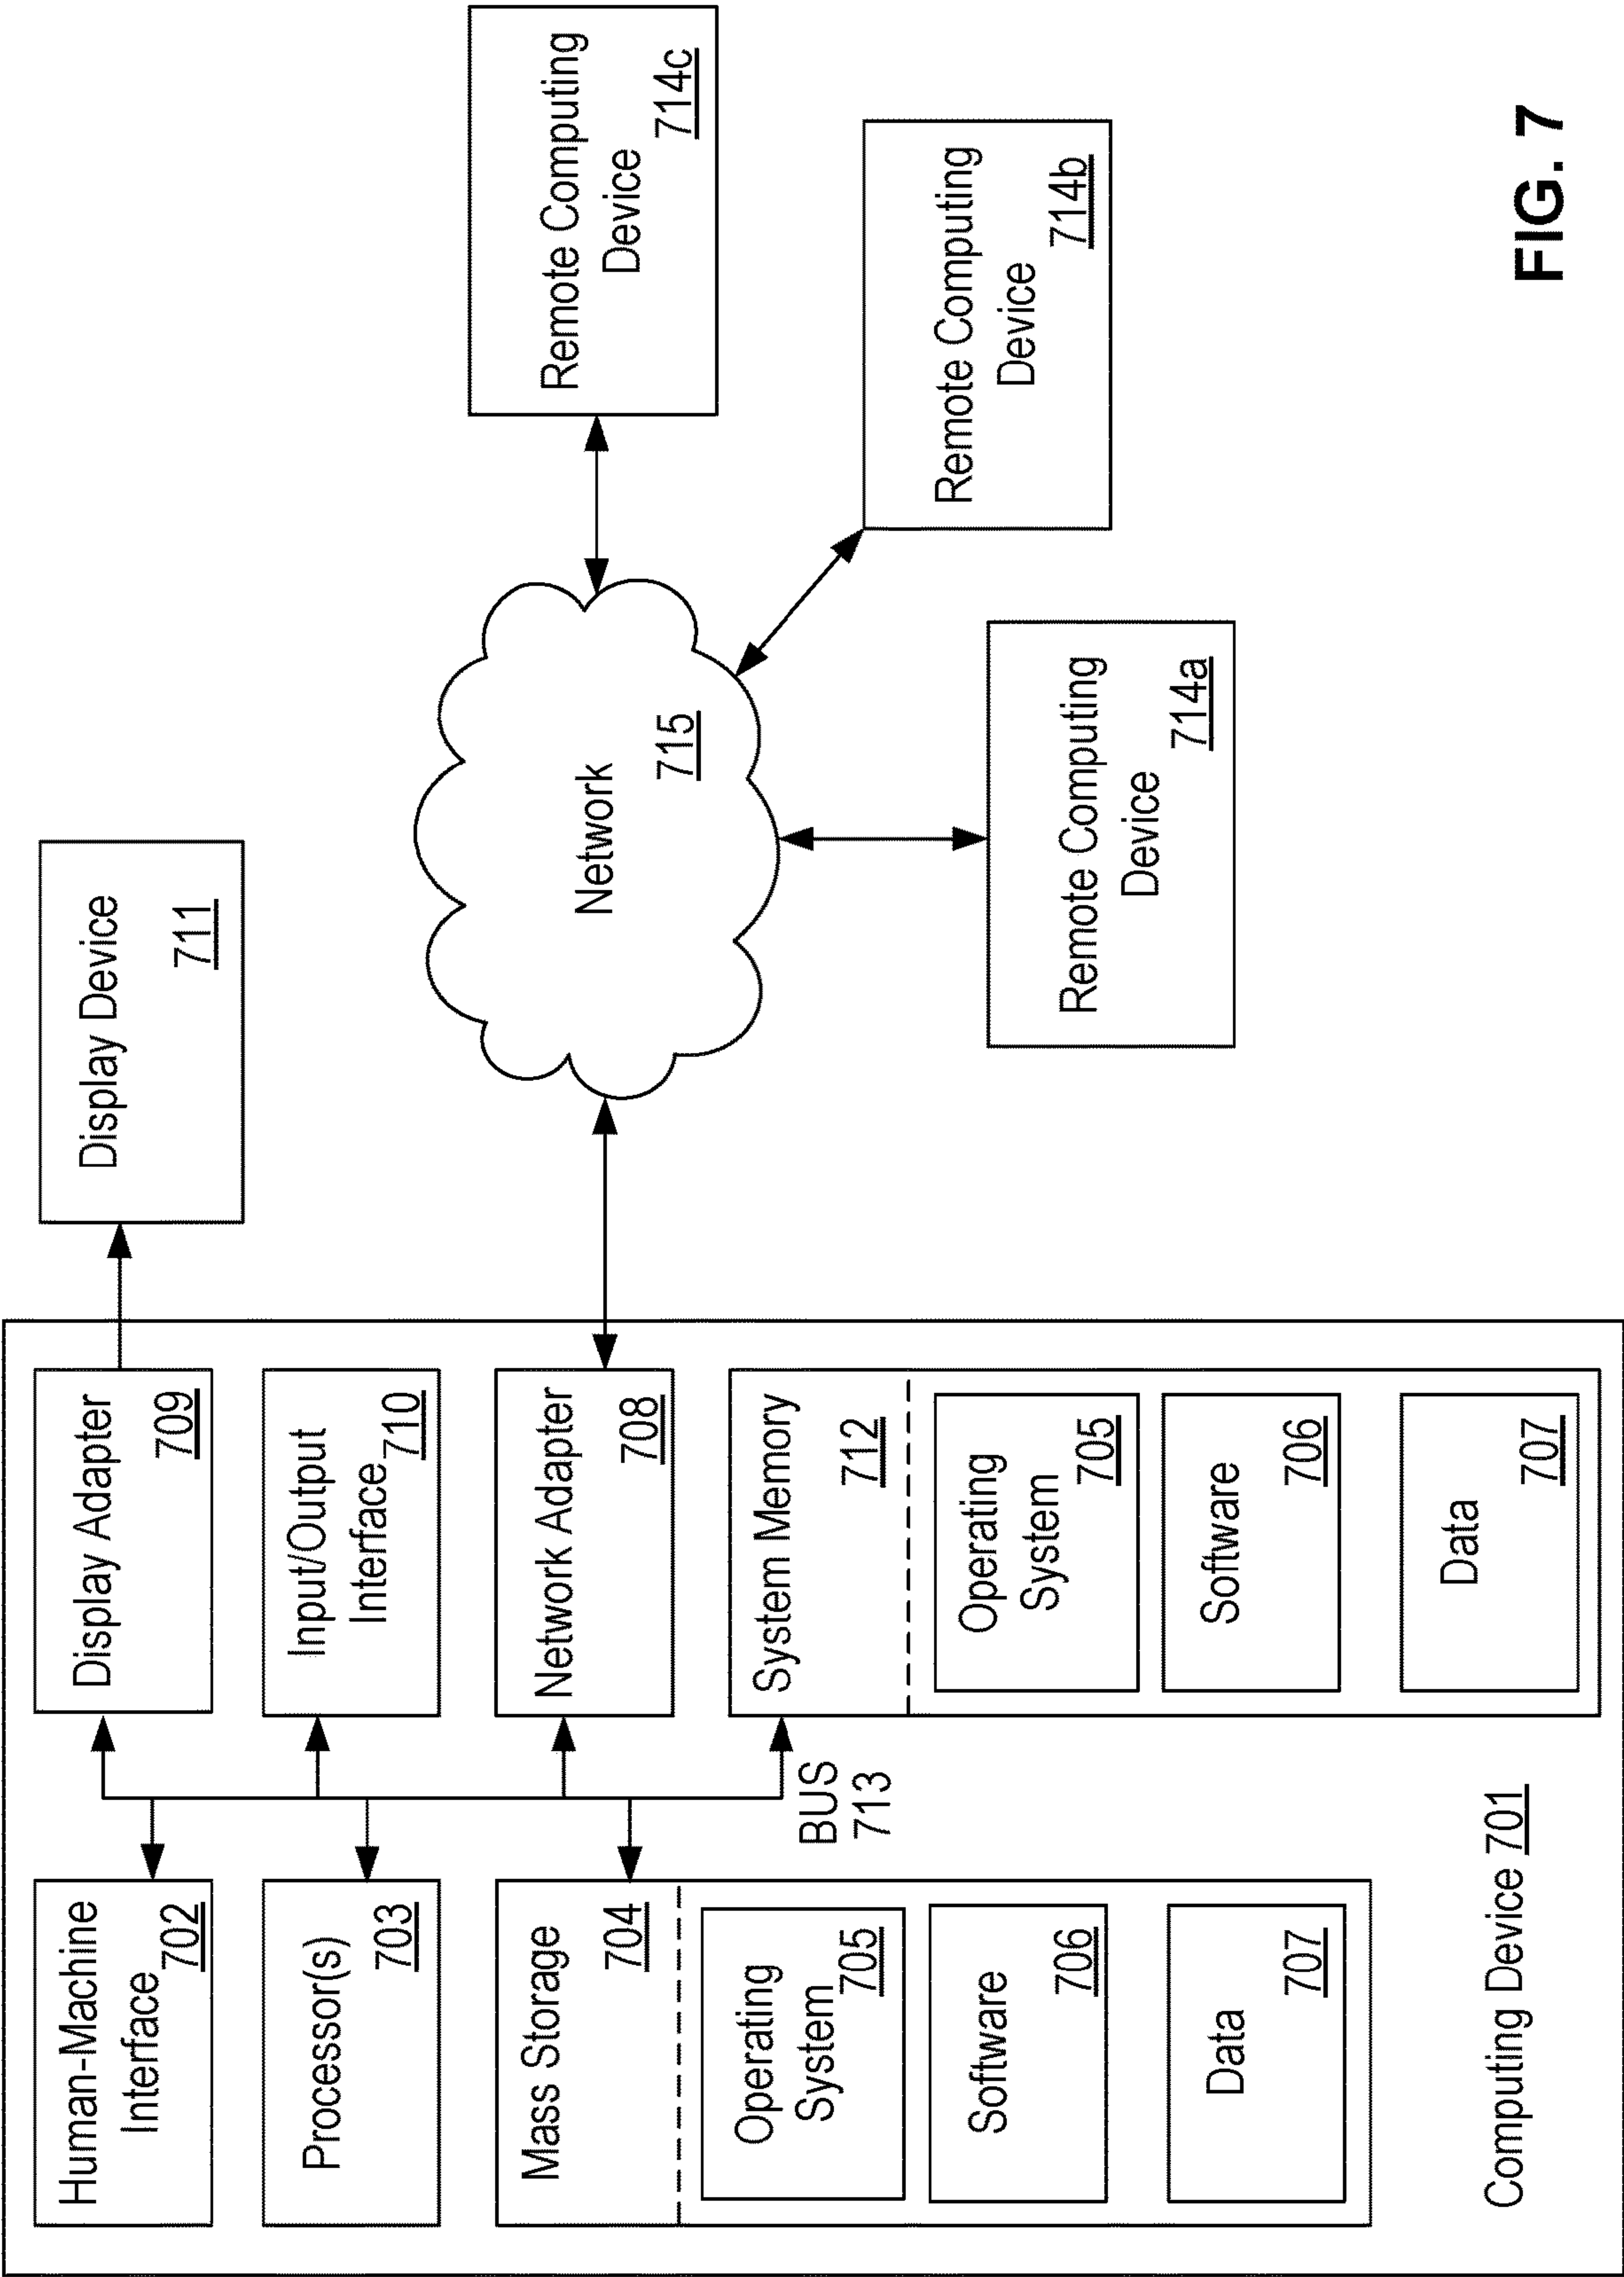 Human-Machine
Interface
702
Processor(s)
703
Mass Storage
704
Operating
System
705
Software
706
Data
707
Display Adapter
709
Input/Output
Interface
710
Network Adapter
708
System Memory
712
Operating
System
705
Software
706
Data
707
BUS
713
Computing Device 701
Display Device
711
Network
715
Remote Computing
Device
714a
Remote Computing
Device
714b
Remote Computing
Device
714c
FIG. 7